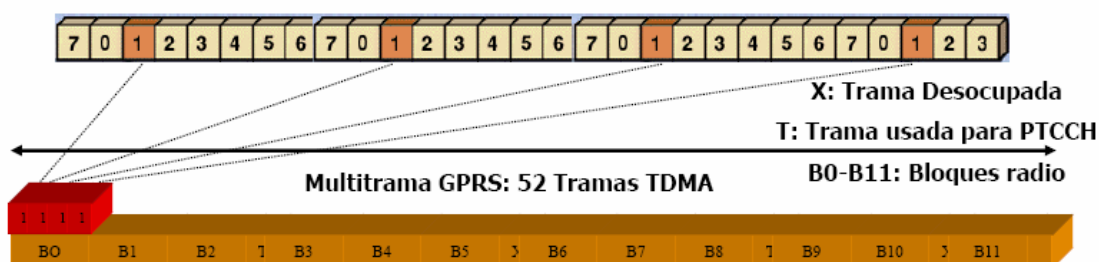 7 0 1 2 3 4 5 6 7 0 1 2 3 4 5 6 7 0 1 2 3 4 5 6 7 0 1 2 3
X: Trama Desocupada
T: Trama usada para PTCCH
Multitrama GPRS: 52 Tramas TDMA
B0-B11: Bloques radio
1 1 1 1
B0 B1 B2 T B3 B4 B5 X B6 B7 B8 T B9 B10 X B11